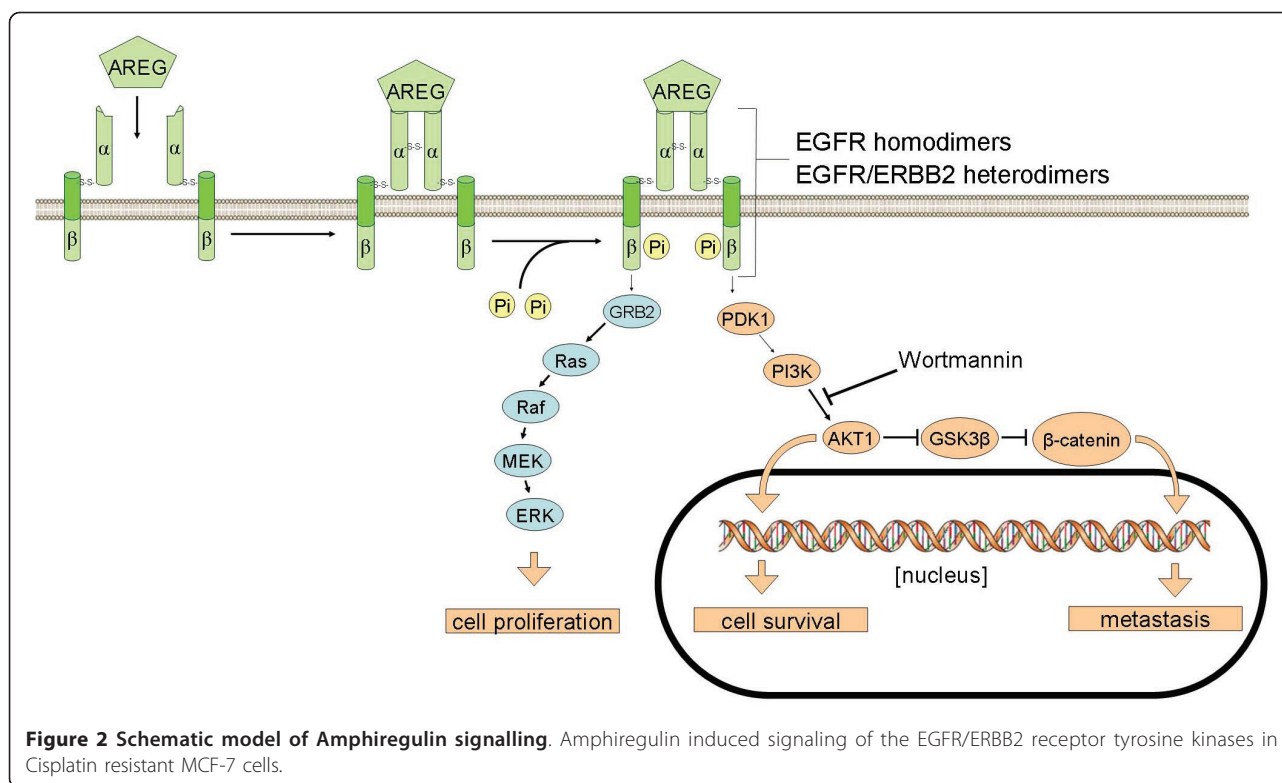 AREG
AREG
AREG
α
α
α
S-S-
α
α
S-S-
α
EGFR homodimers
EGFR/ERBB2 heterodimers
S-S-
S-S-
S-S-
S-S-
S-S-
β
β
β
β
β
Pi
Pi
β
Pi
Pi
GRB2
PDK1
Ras
PI3K
Wortmannin
Raf
AKT1
GSK3β
β-catenin
MEK
ERK
[nucleus]
cell proliferation
cell survival
metastasis
Figure 2 Schematic model of Amphiregulin signalling. Amphiregulin induced signaling of the EGFR/ERBB2 receptor tyrosine kinases in
Cisplatin resistant MCF-7 cells.